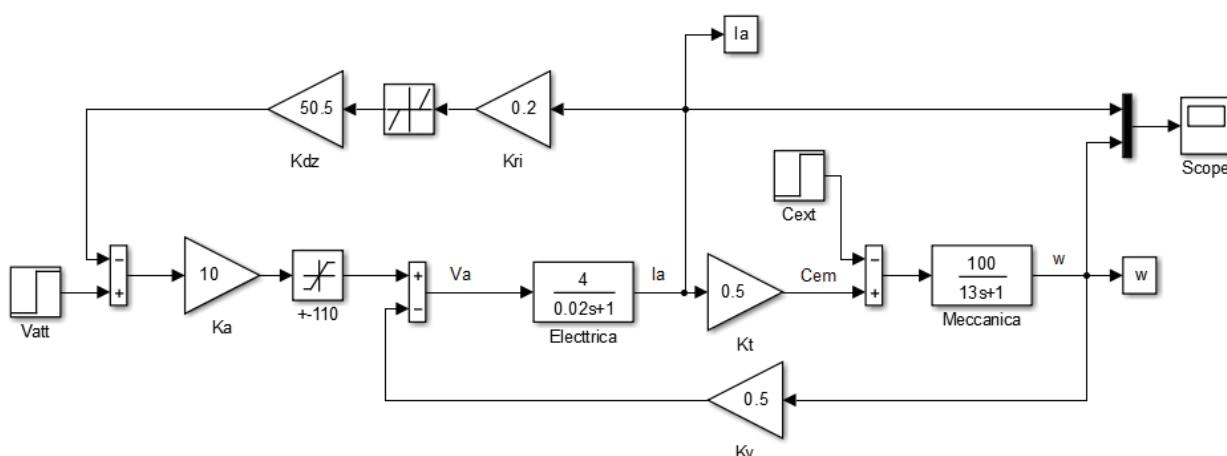 Ia
50.5
0.2
Kdz
Kri
Scope
Cext
10
Va
4
0.02s+1
Ia
0.5
Cem
100
13s+1
w
w
Vatt
Ka
+-110
Electtrica
Kt
Meccanica
0.5
Kv